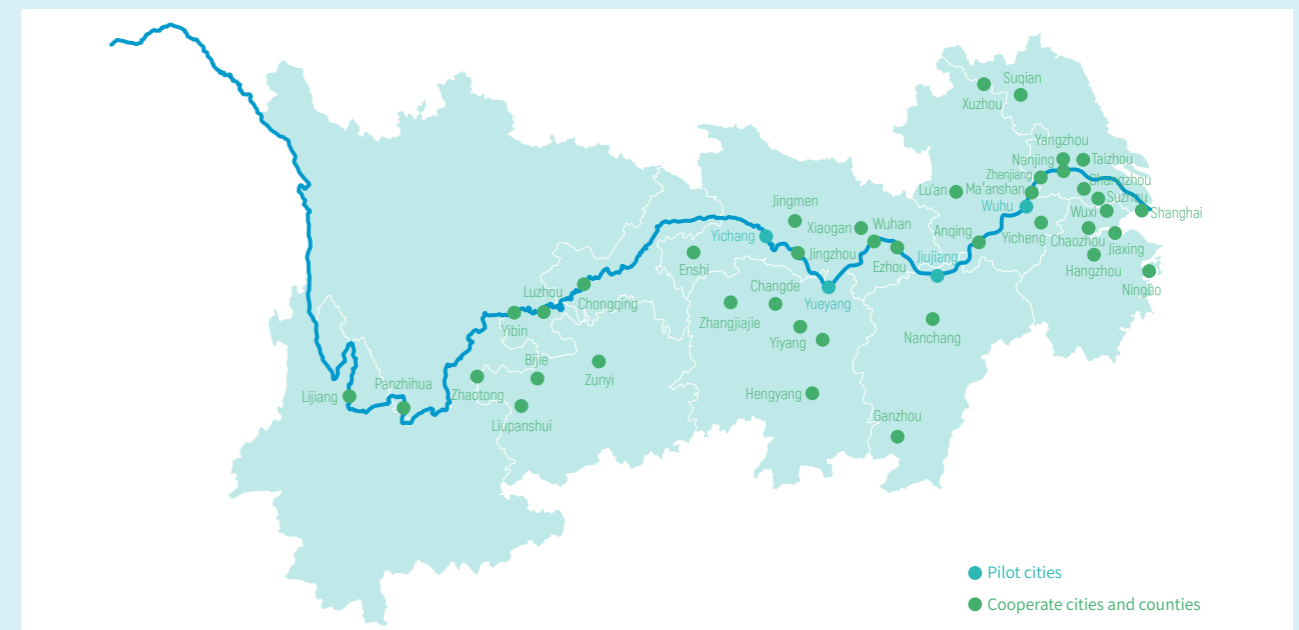 Suqian
Xuzhou
Yangzhou
Nanjing
Taizhou
Zhenjiang
Changzhou
Lu'an
Ma'anshan
Suzhou
Wuhu
Wuxi
Shanghai
Jingmen
Xiaogan
Wuhan
Yichang
Anqing
Yicheng
Chaozhou
Jiaxing
Jingzhou
Ezhou
Jiujiang
Hangzhou
Enshi
Changde
Ningbo
Luzhou
Chongqing
Yueyang
Zhangjiajie
Yibin
Yiyang
Nanchang
Bijie
Zunyi
Panzhihua
Lijiang
Zhaotong
Hengyang
Liupanshui
Ganzhou
Pilot cities
Cooperate cities and counties